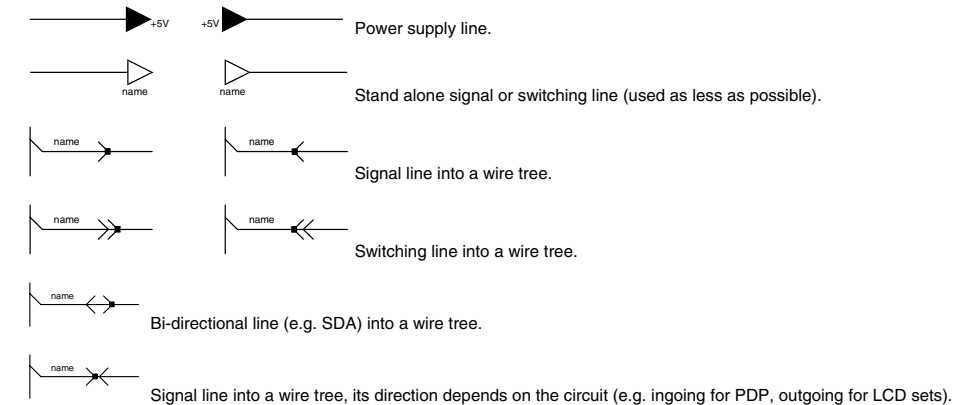 +5V +5V Power supply line.
name name Stand alone signal or switching line (used as less as possible).
name name Signal line into a wire tree.
name name Switching line into a wire tree.
name Bi-directional line (e.g. SDA) into a wire tree.
name Signal line into a wire tree, its direction depends on the circuit (e.g. ingoing for PDP, outgoing for LCD sets).